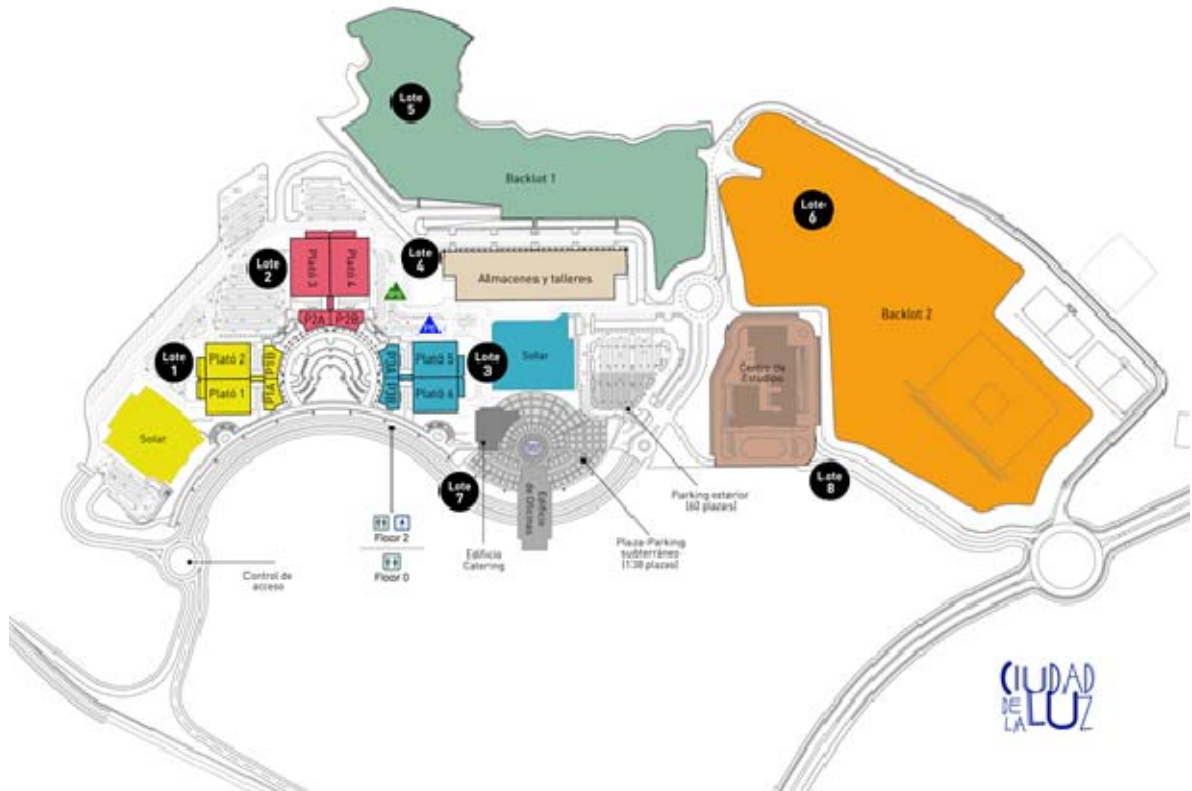 Lote
5
Backlot 1
Lote
6
Lote
2
Plató 3
Plató 4
Lote
4
Almacenes y talleres
P2A
P2B
Backlot 2
Lote
1
Plató 2
Plató 1
P1A
Plató 5
Plató 6
P3A
P3B
Lote
3
Solar
Centro de
Estudios
Solar
Lote
7
Edificio
de Oficinas
Lote
8
Parking exterior
(60 plazas)
Floor 2
Floor 0
Edificio
Catering
Plaza-Parking
subterráneo
(138 plazas)
Control de
acceso
CIUDAD
DE
LA
LUZ